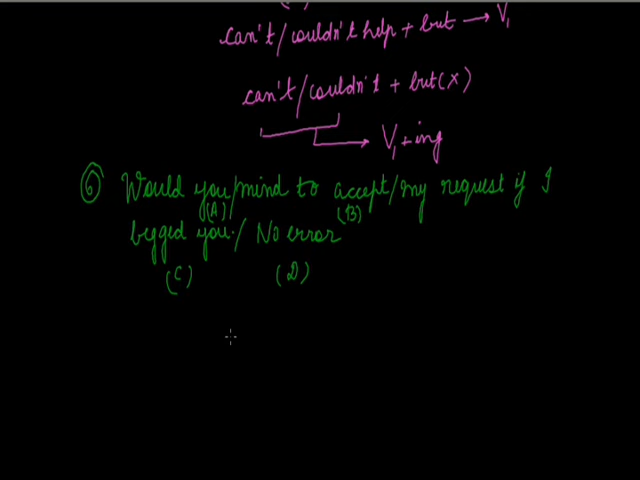 can't/couldn't help + but → V1
can't/couldn't + but(x)
V1 + ing
⑥ Would you/mind to accept/my request if I
(A) (B)
begged you./ No error
(C) (D)